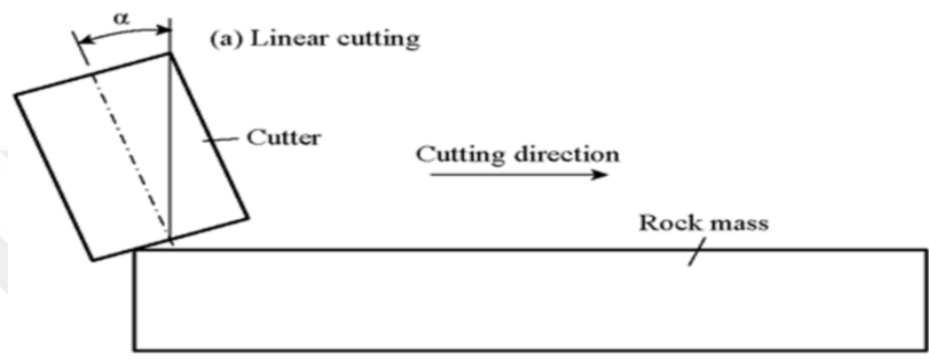 α
(a) Linear cutting
Cutter
Cutting direction
Rock mass